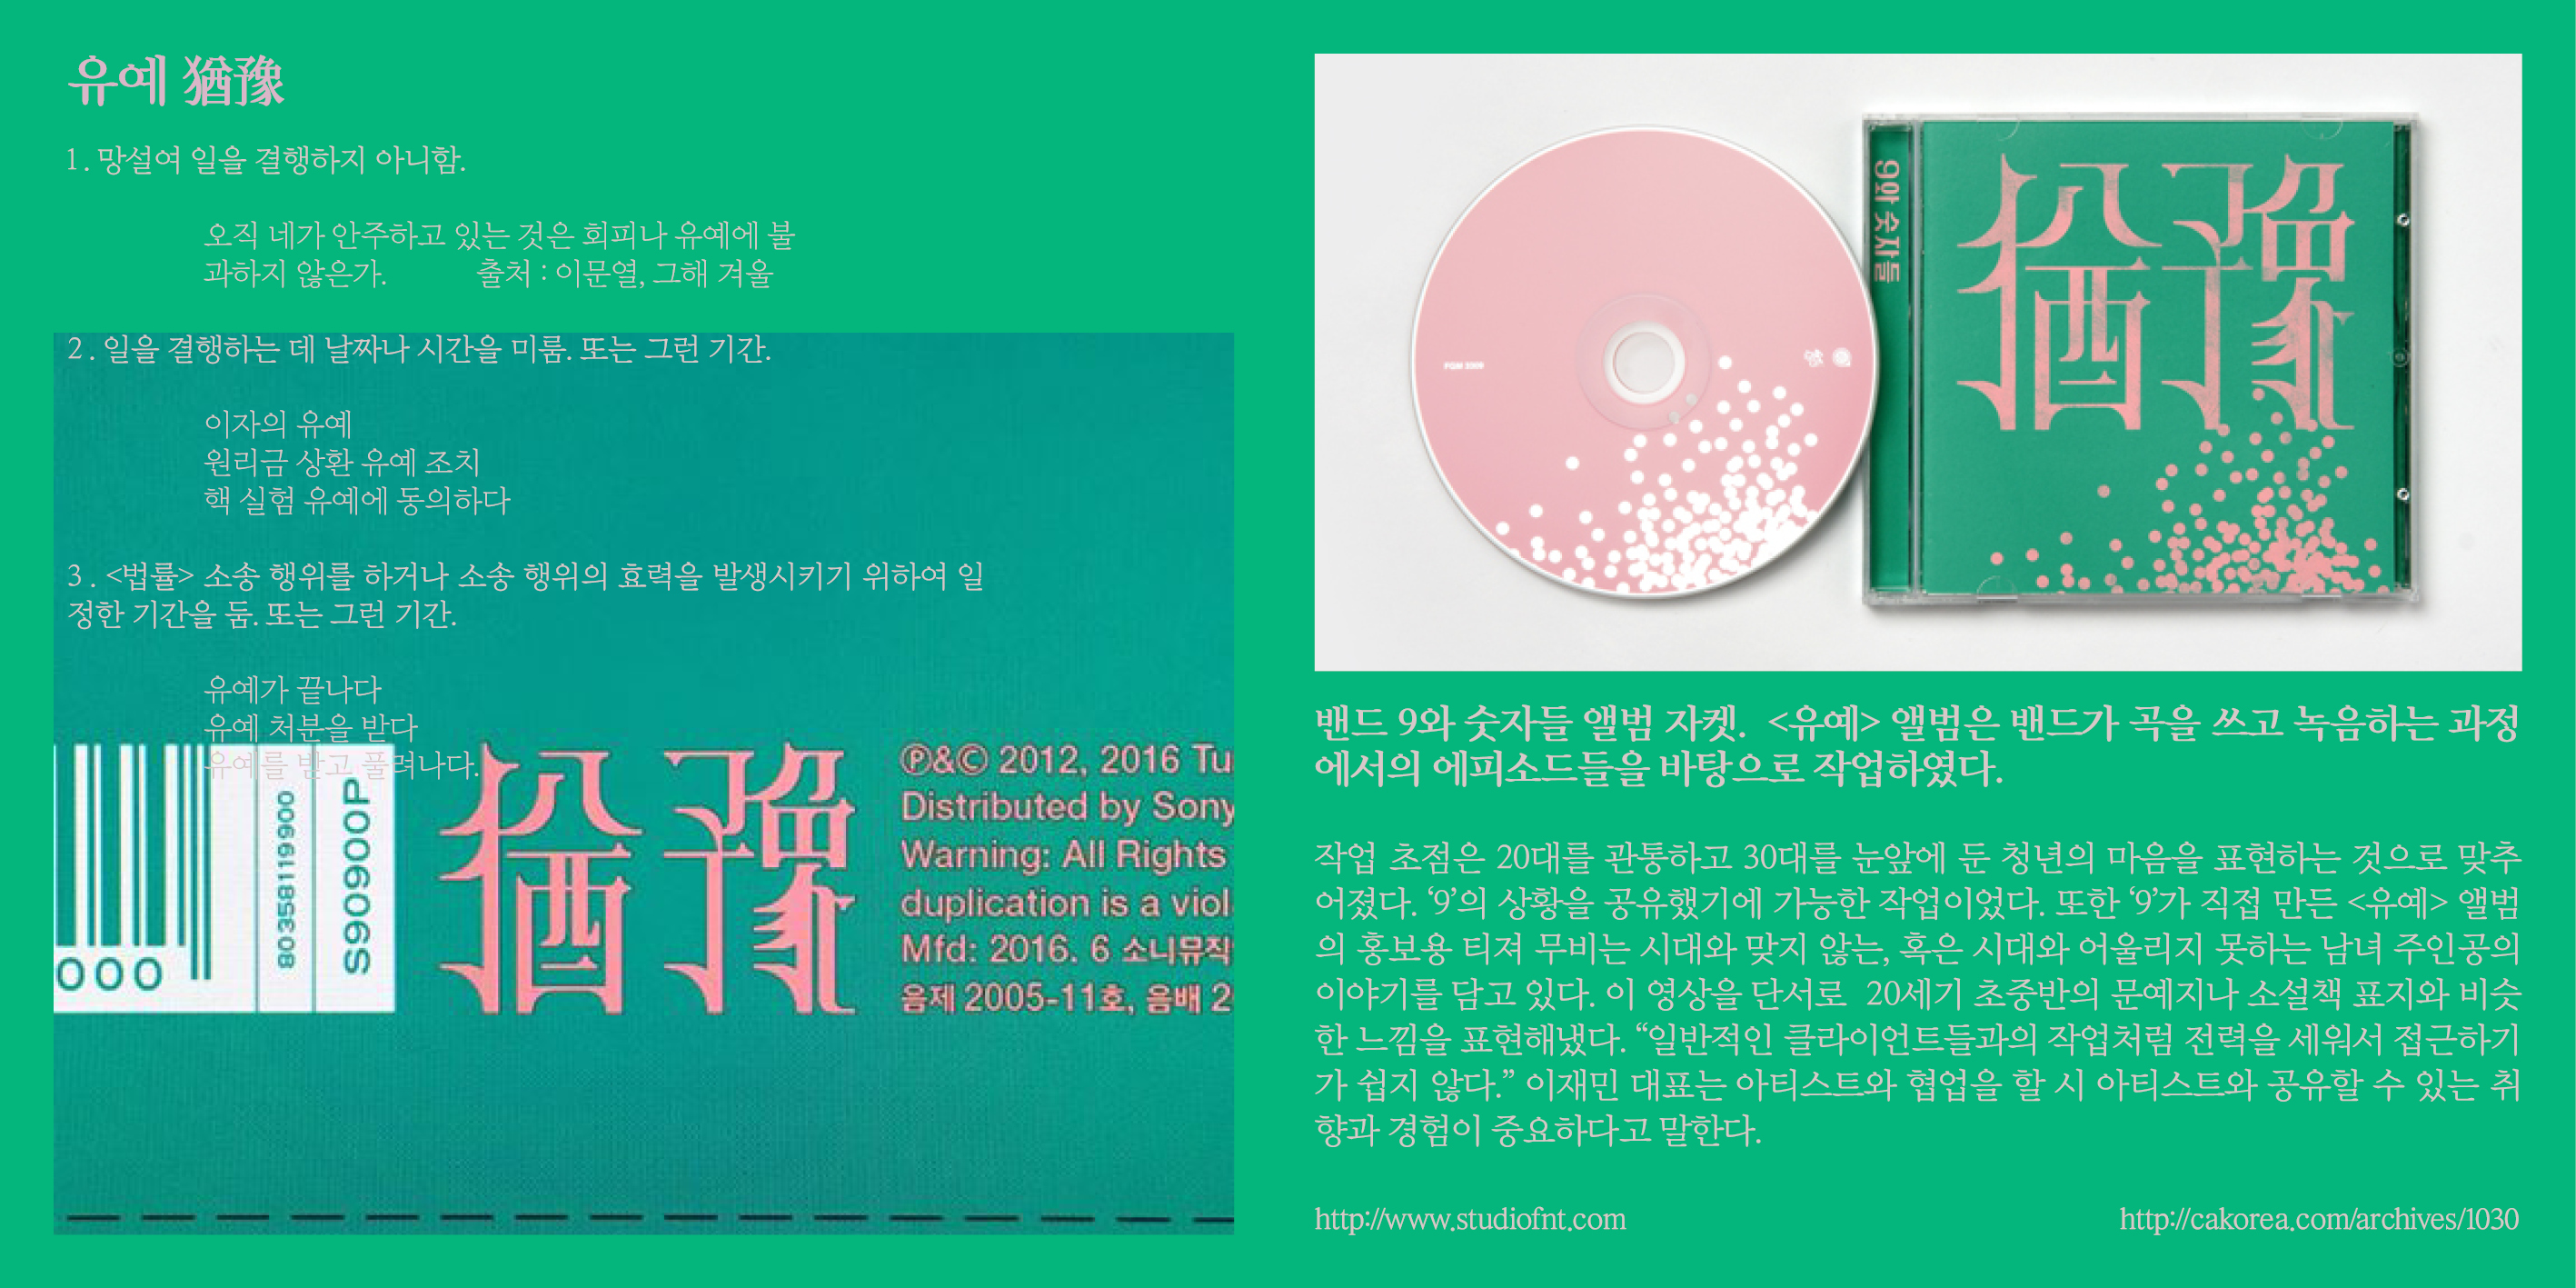 유예 猶豫
1. 망설여 일을 결행하지 아니함.
오직 네가 안주하고 있는 것은 회피나 유예에 불
과하지 않은가. 출처 : 이문열, 그해 겨울
2. 일을 결행하는 데 날짜나 시간을 미룸. 또는 그런 기간.
이자의 유예
원리금 상환 유예 조치
핵 실험 유예에 동의하다
3. <법률> 소송 행위를 하거나 소송 행위의 효력을 발생시키기 위하여 일
정한 기간을 둠. 또는 그런 기간.
유예가 끝나다
유예 처분을 받다
유예를 받고 풀려나다.
000
8035819600
S90600P
猶豫
℗&© 2012, 2016 Tu
Distributed by Sony
Warning: All Rights
duplication is a viol
Mfd: 2016. 6 소니뮤직
음제 2005-11호, 음배 2
9와 숫자들
猶豫
밴드 9와 숫자들 앨범 자켓. <유예> 앨범은 밴드가 곡을 쓰고 녹음하는 과정
에서의 에피소드들을 바탕으로 작업하였다.
작업 초점은 20대를 관통하고 30대를 눈앞에 둔 청년의 마음을 표현하는 것으로 맞추
어졌다. ‘9’의 상황을 공유했기에 가능한 작업이었다. 또한 ‘9’가 직접 만든 <유예> 앨범
의 홍보용 티져 무비는 시대와 맞지 않는, 혹은 시대와 어울리지 못하는 남녀 주인공의
이야기를 담고 있다. 이 영상을 단서로 20세기 초중반의 문예지나 소설책 표지와 비슷
한 느낌을 표현해냈다. “일반적인 클라이언트들과의 작업처럼 전력을 세워서 접근하기
가 쉽지 않다.” 이재민 대표는 아티스트와 협업을 할 시 아티스트와 공유할 수 있는 취
향과 경험이 중요하다고 말한다.
http://www.studiofnt.com
http://cakorea.com/archives/1030